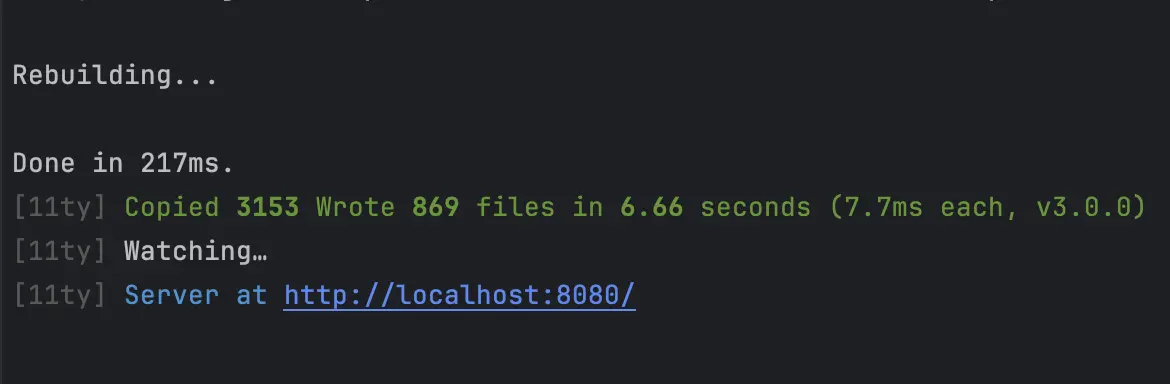 Rebuilding...
Done in 217ms.
[11ty] Copied 3153 Wrote 869 files in 6.66 seconds (7.7ms each, v3.0.0)
[11ty] Watching…
[11ty] Server at http://localhost:8080/